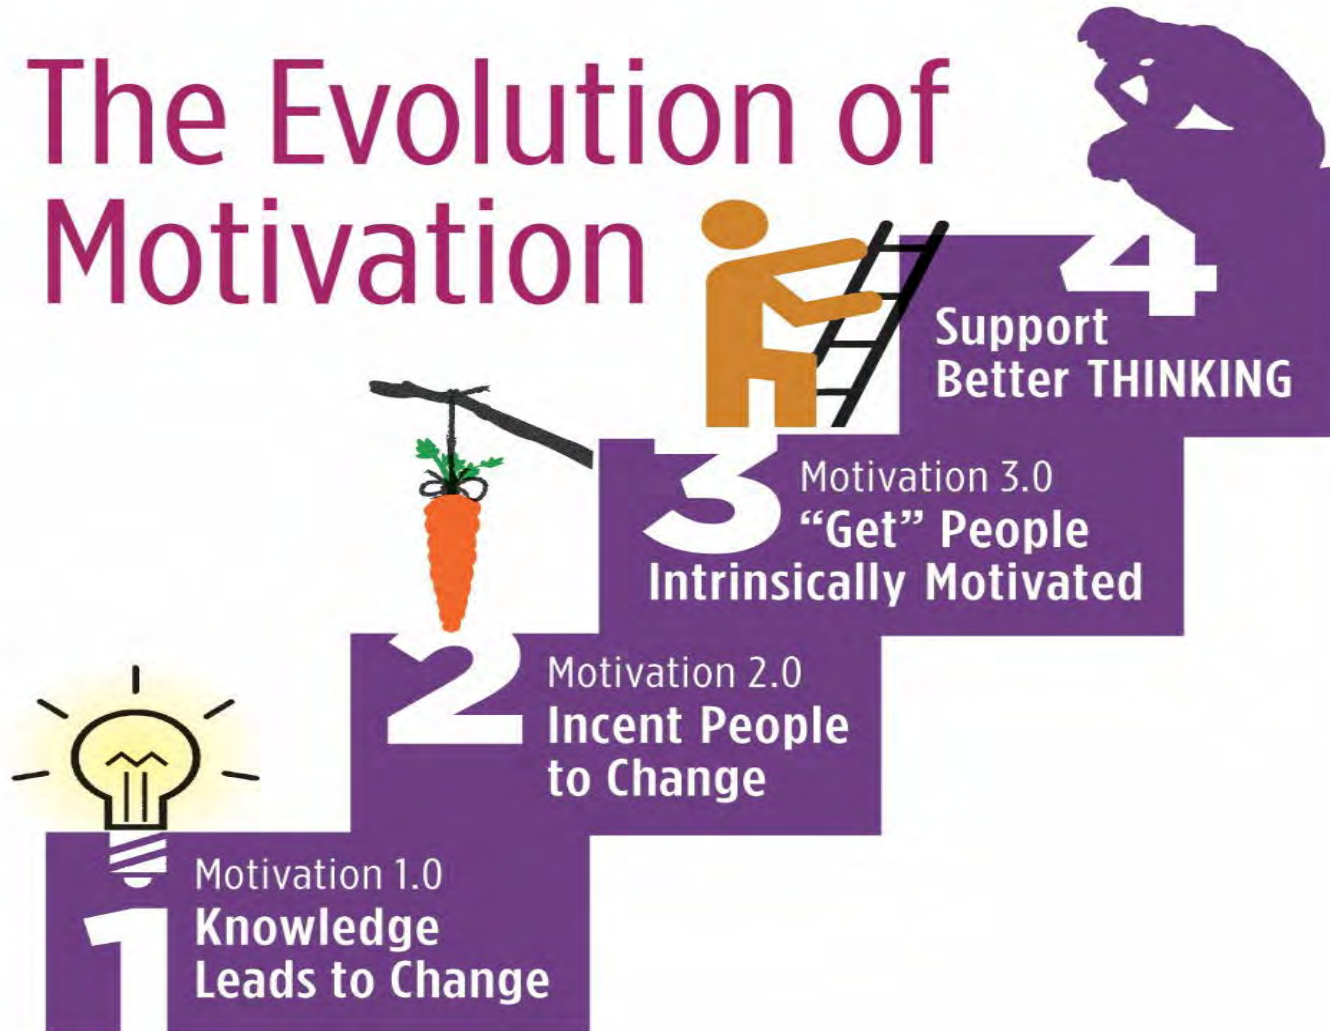 The Evolution of
Motivation
4
Support
Better THINKING
3
Motivation 3.0
“Get” People
Intrinsically Motivated
2
Motivation 2.0
Incent People
to Change
1
Motivation 1.0
Knowledge
Leads to Change